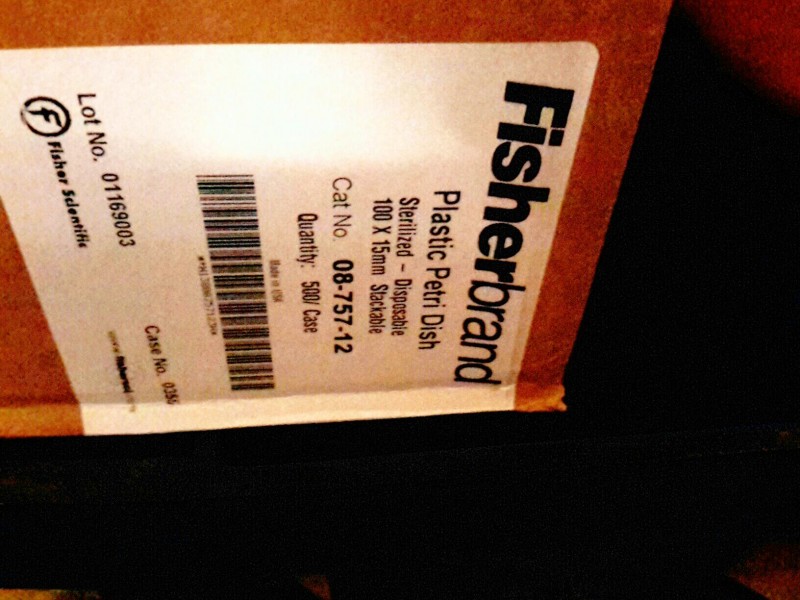 Fisherbrand
Plastic Petri Dish
Sterilized – Disposable
100 X 15mm Stackable
Cat No. 08-757-12
Quantity: 500/ Case
Made in USA
Lot No. 01169003
Case No.
Fisher Scientific